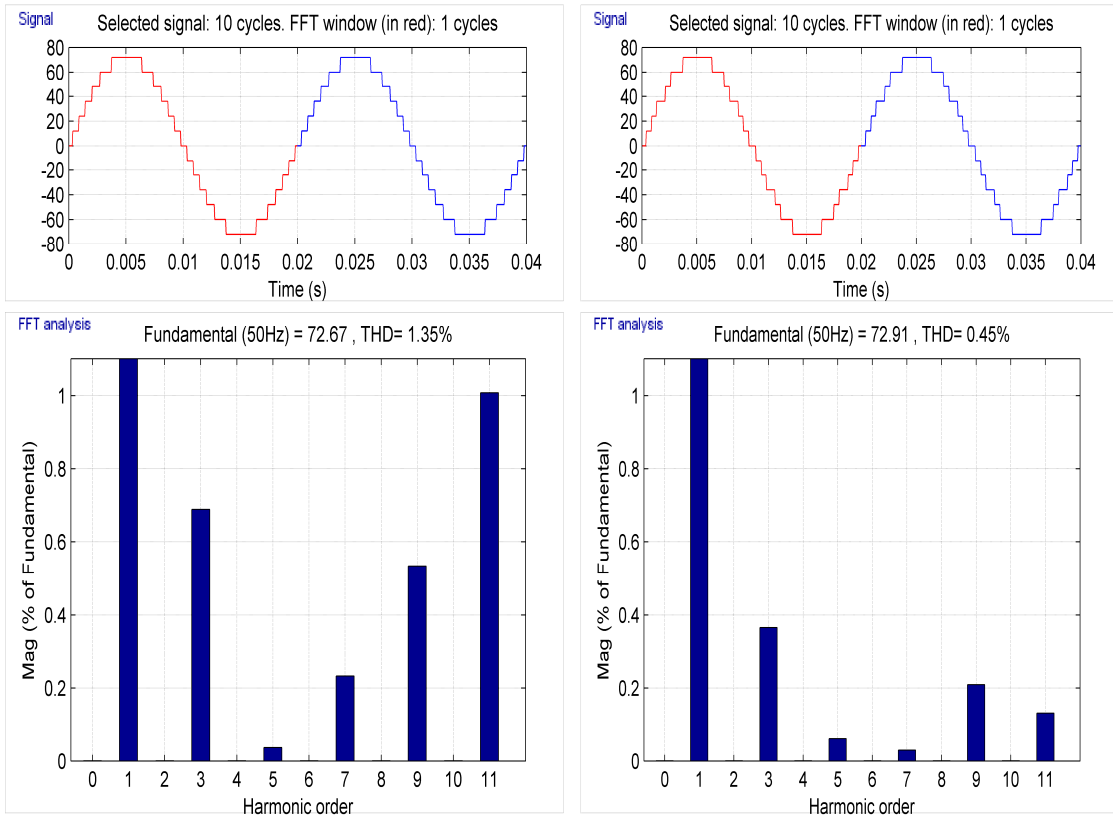 Signal
Selected signal: 10 cycles. FFT window (in red): 1 cycles
80
60
40
20
0
-20
-40
-60
-80
0 0.005 0.01 0.015 0.02 0.025 0.03 0.035 0.04
Time (s)
Signal
Selected signal: 10 cycles. FFT window (in red): 1 cycles
80
60
40
20
0
-20
-40
-60
-80
0 0.005 0.01 0.015 0.02 0.025 0.03 0.035 0.04
Time (s)
FFT analysis
Fundamental (50Hz) = 72.67 , THD= 1.35%
Mag (% of Fundamental)
1
0.8
0.6
0.4
0.2
0
0 1 2 3 4 5 6 7 8 9 10 11
Harmonic order
FFT analysis
Fundamental (50Hz) = 72.91 , THD= 0.45%
Mag (% of Fundamental)
1
0.8
0.6
0.4
0.2
0
0 1 2 3 4 5 6 7 8 9 10 11
Harmonic order